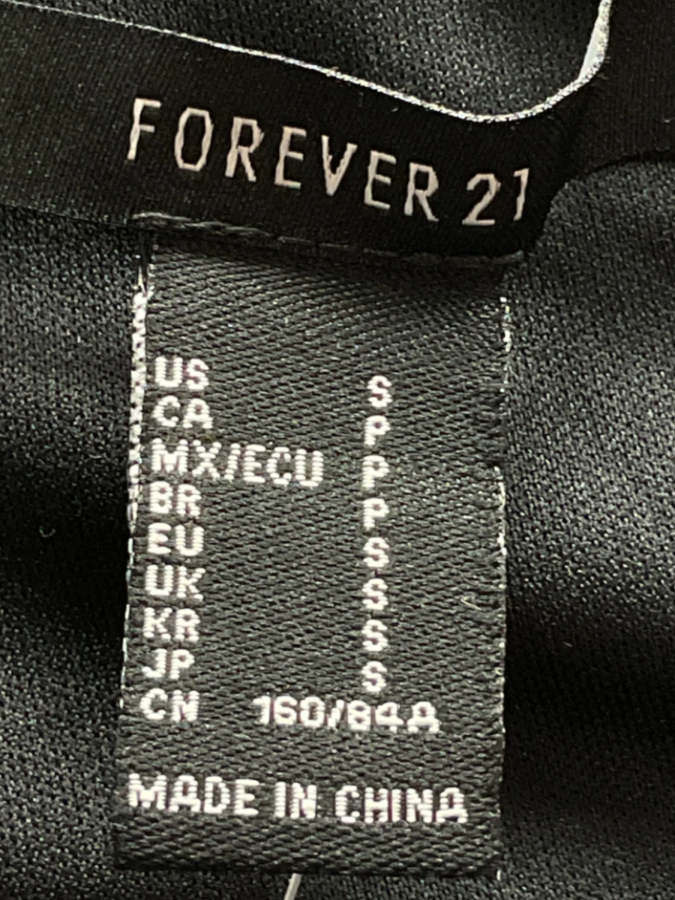 FOREVER 21
US S
CA P
MX/ECU P
BR P
EU S
UK S
KR S
JP S
CN 160/84A
MADE IN CHINA